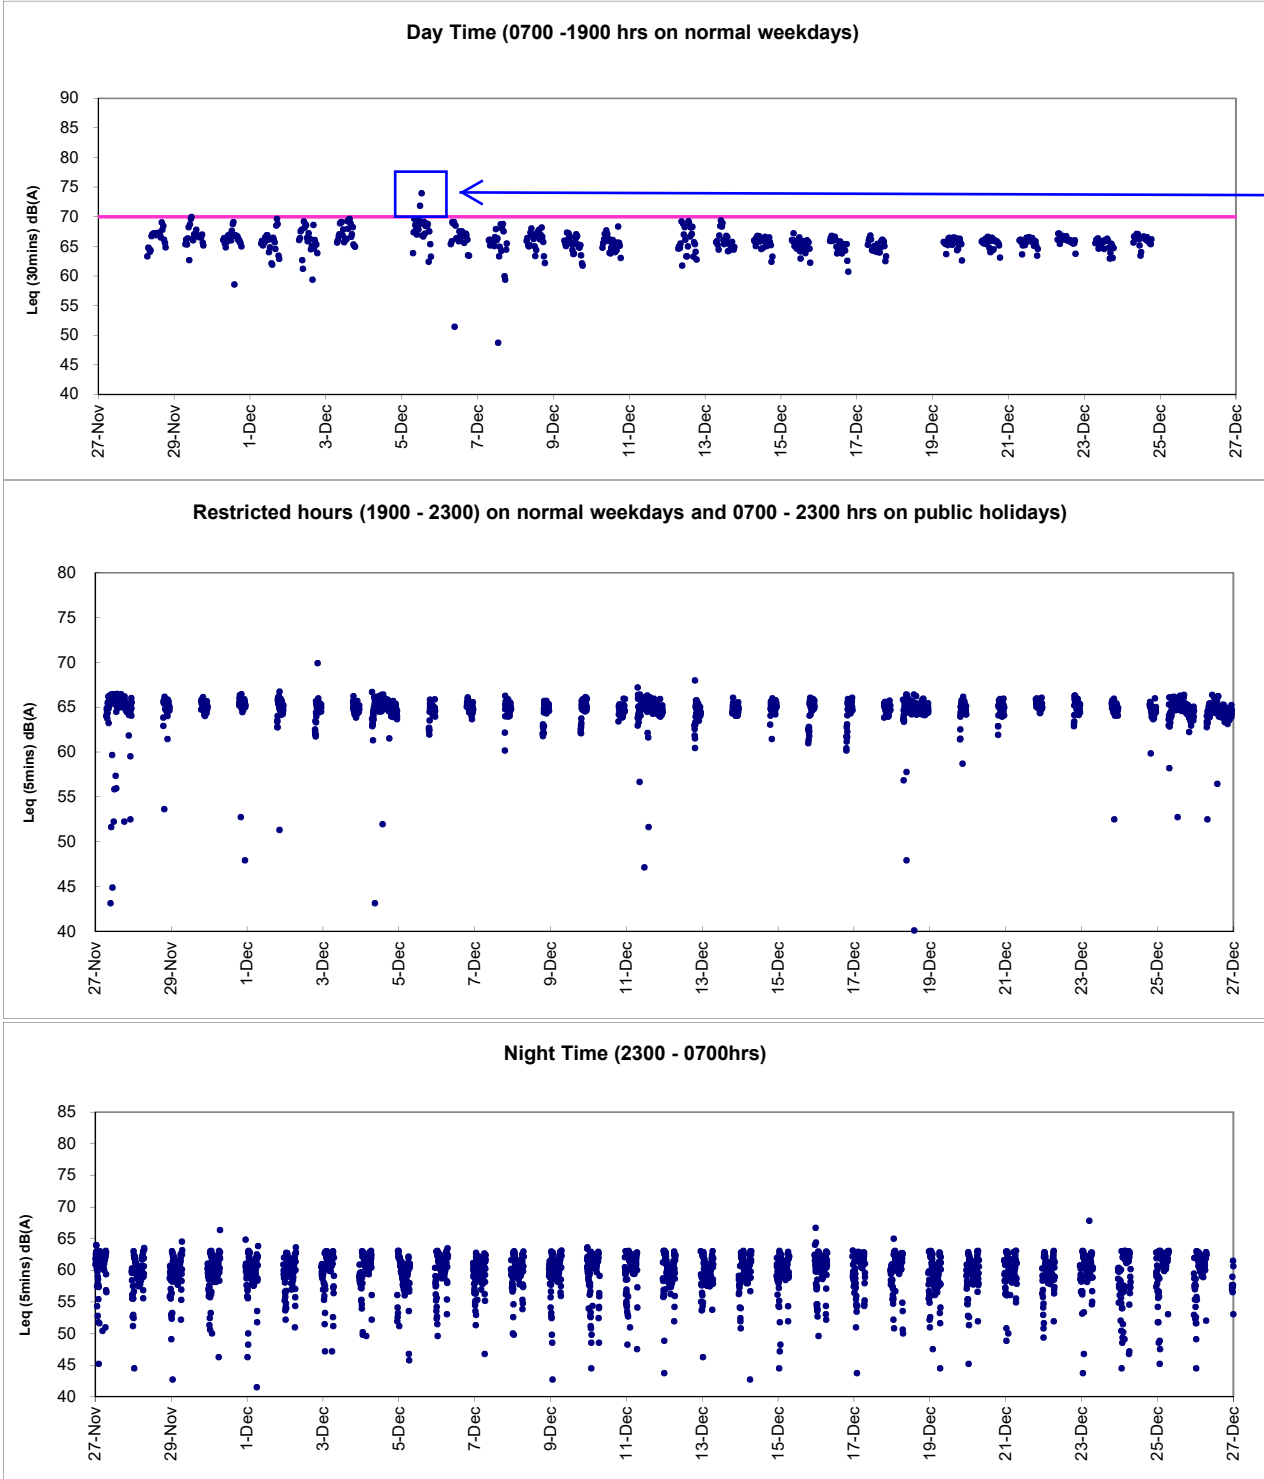 Day Time (0700 -1900 hrs on normal weekdays)
Leq (30mins) dB(A)
90
85
80
75
70
65
60
55
50
45
40
27-Nov
29-Nov
1-Dec
3-Dec
5-Dec
7-Dec
9-Dec
11-Dec
13-Dec
15-Dec
17-Dec
19-Dec
21-Dec
23-Dec
25-Dec
27-Dec
Restricted hours (1900 - 2300) on normal weekdays and 0700 - 2300 hrs on public holidays)
Leq (5mins) dB(A)
80
75
70
65
60
55
50
45
40
27-Nov
29-Nov
1-Dec
3-Dec
5-Dec
7-Dec
9-Dec
11-Dec
13-Dec
15-Dec
17-Dec
19-Dec
21-Dec
23-Dec
25-Dec
27-Dec
Night Time (2300 - 0700hrs)
Leq (5mins) dB(A)
85
80
75
70
65
60
55
50
45
40
27-Nov
29-Nov
1-Dec
3-Dec
5-Dec
7-Dec
9-Dec
11-Dec
13-Dec
15-Dec
17-Dec
19-Dec
21-Dec
23-Dec
25-Dec
27-Dec